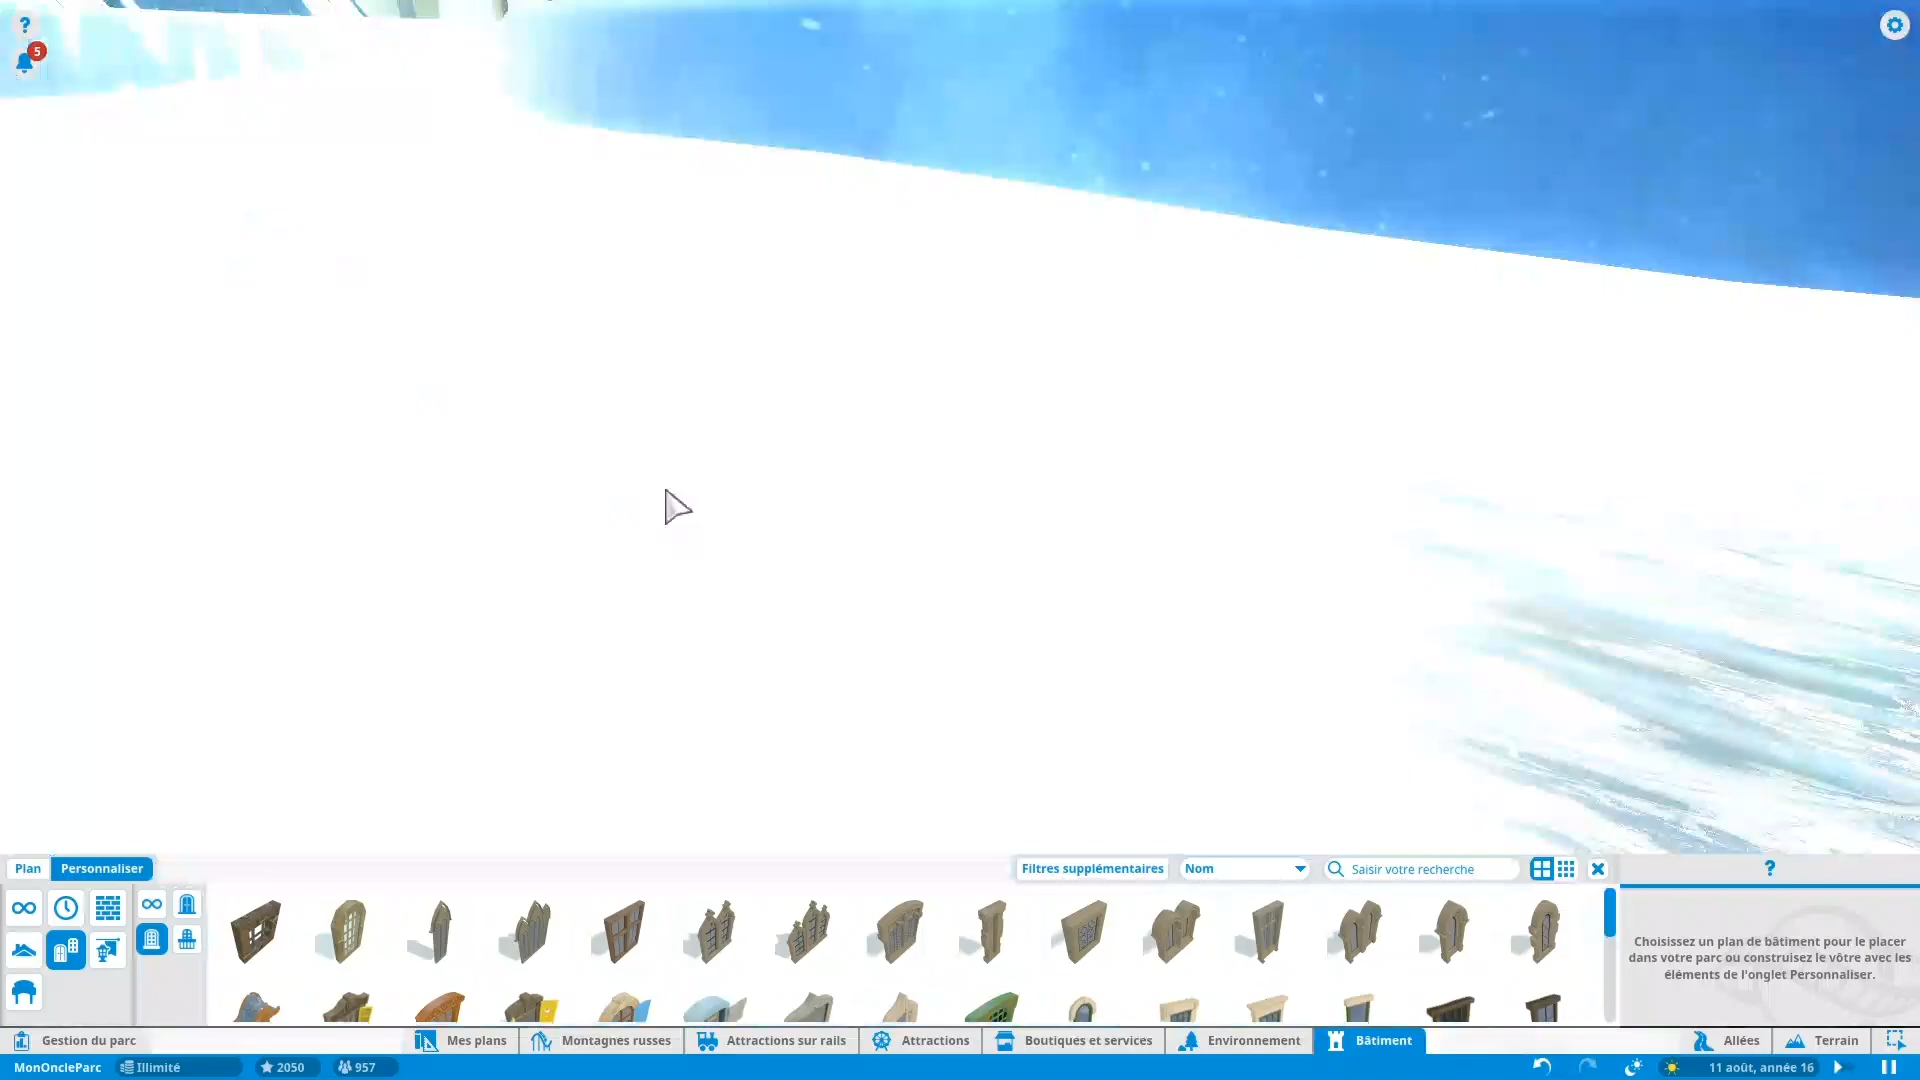 ?
5
Plan
Personnaliser
Filtres supplémentaires
Nom
Saisir votre recherche
?
Choisissez un plan de bâtiment pour le placer
dans votre parc ou construisez le vôtre avec les
éléments de l'onglet Personnaliser.
Gestion du parc
Mes plans
Montagnes russes
Attractions sur rails
Attractions
Boutiques et services
Environnement
Bâtiment
Allées
Terrain
MonOncleParc
Illimité
2050
957
11 août, année 16